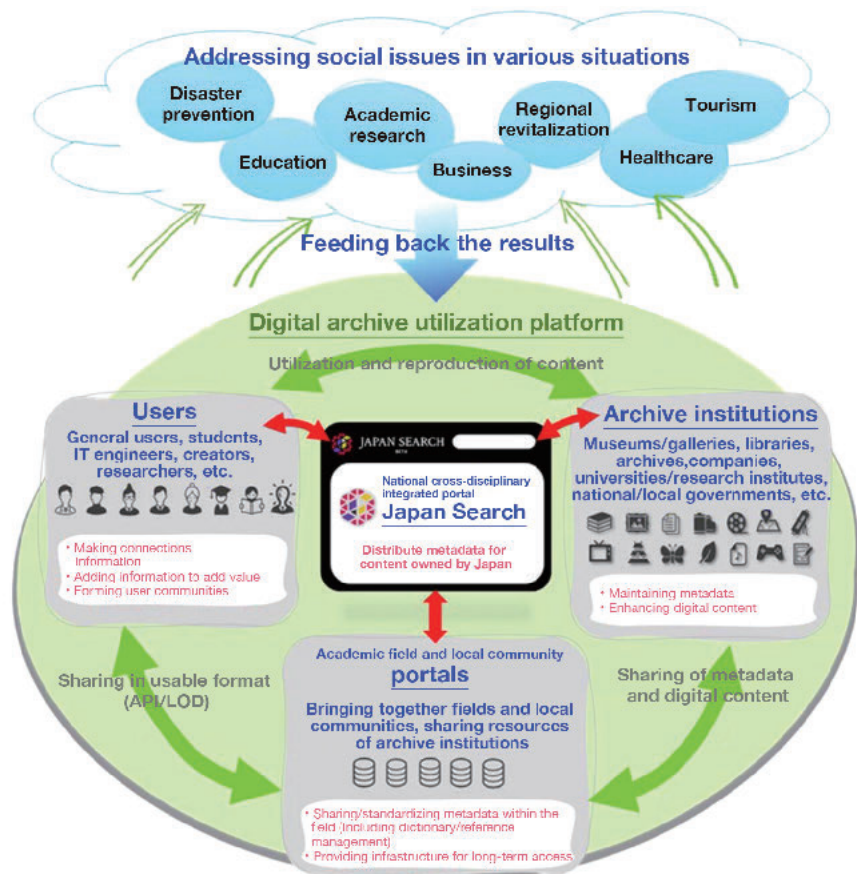 Addressing social issues in various situations
Disaster
prevention
Education
Academic
research
Business
Regional
revitalization
Healthcare
Tourism
Feeding back the results
Digital archive utilization platform
Utilization and reproduction of content
Users
General users, students,
IT engineers, creators,
researchers, etc.
• Making connections
Information
• Adding information to add value
• Forming user communities
JAPAN SEARCH
BETA
National cross-disciplinary
integrated portal
Japan Search
Distribute metadata for
content owned by Japan
Archive institutions
Museums/galleries, libraries,
archives,companies,
universities/research institutes,
national/local governments, etc.
• Maintaining metadata
• Enhancing digital content
Sharing in usable format
(API/LOD)
Academic field and local community
portals
Bringing together fields and local
communities, sharing resources
of archive institutions
• Sharing/standardizing metadata within the
field (Including dictionary/reference
management)
• Providing infrastructure for long-term access
Sharing of metadata
and digital content